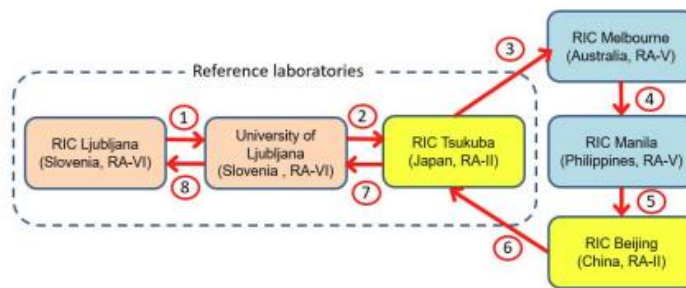 Reference laboratories
RIC Ljubljana
(Slovenia, RA-VI)
1
8
University of
Ljubljana
(Slovenia , RA-VI)
2
7
RIC Tsukuba
(Japan, RA-II)
3
RIC Melbourne
(Australia, RA-V)
4
RIC Manila
(Philippines, RA-V)
5
RIC Beijing
(China, RA-II)
6